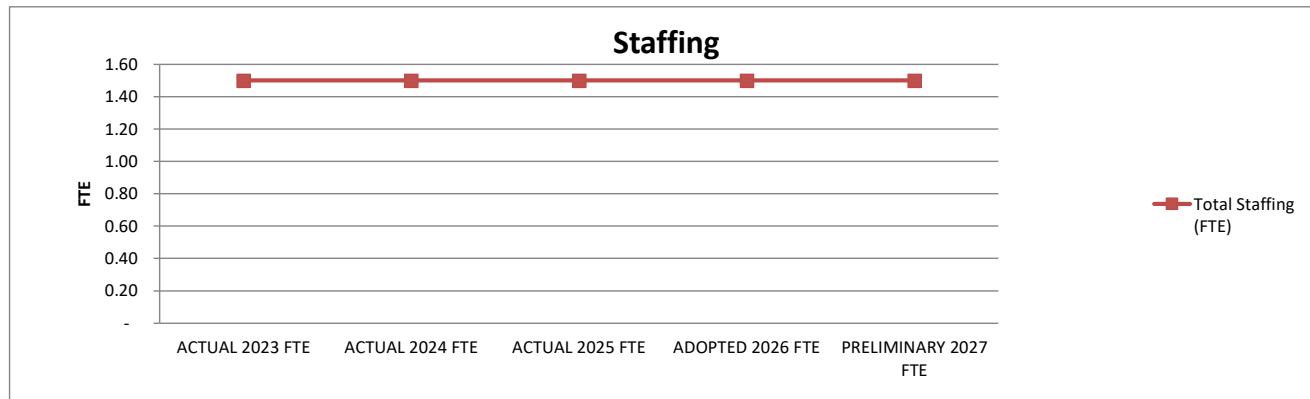 Staffing
1.60
1.40
1.20
1.00
0.80
0.60
0.40
0.20
-
FTE
ACTUAL 2023 FTE
ACTUAL 2024 FTE
ACTUAL 2025 FTE
ADOPTED 2026 FTE
PRELIMINARY 2027
FTE
Total Staffing
(FTE)